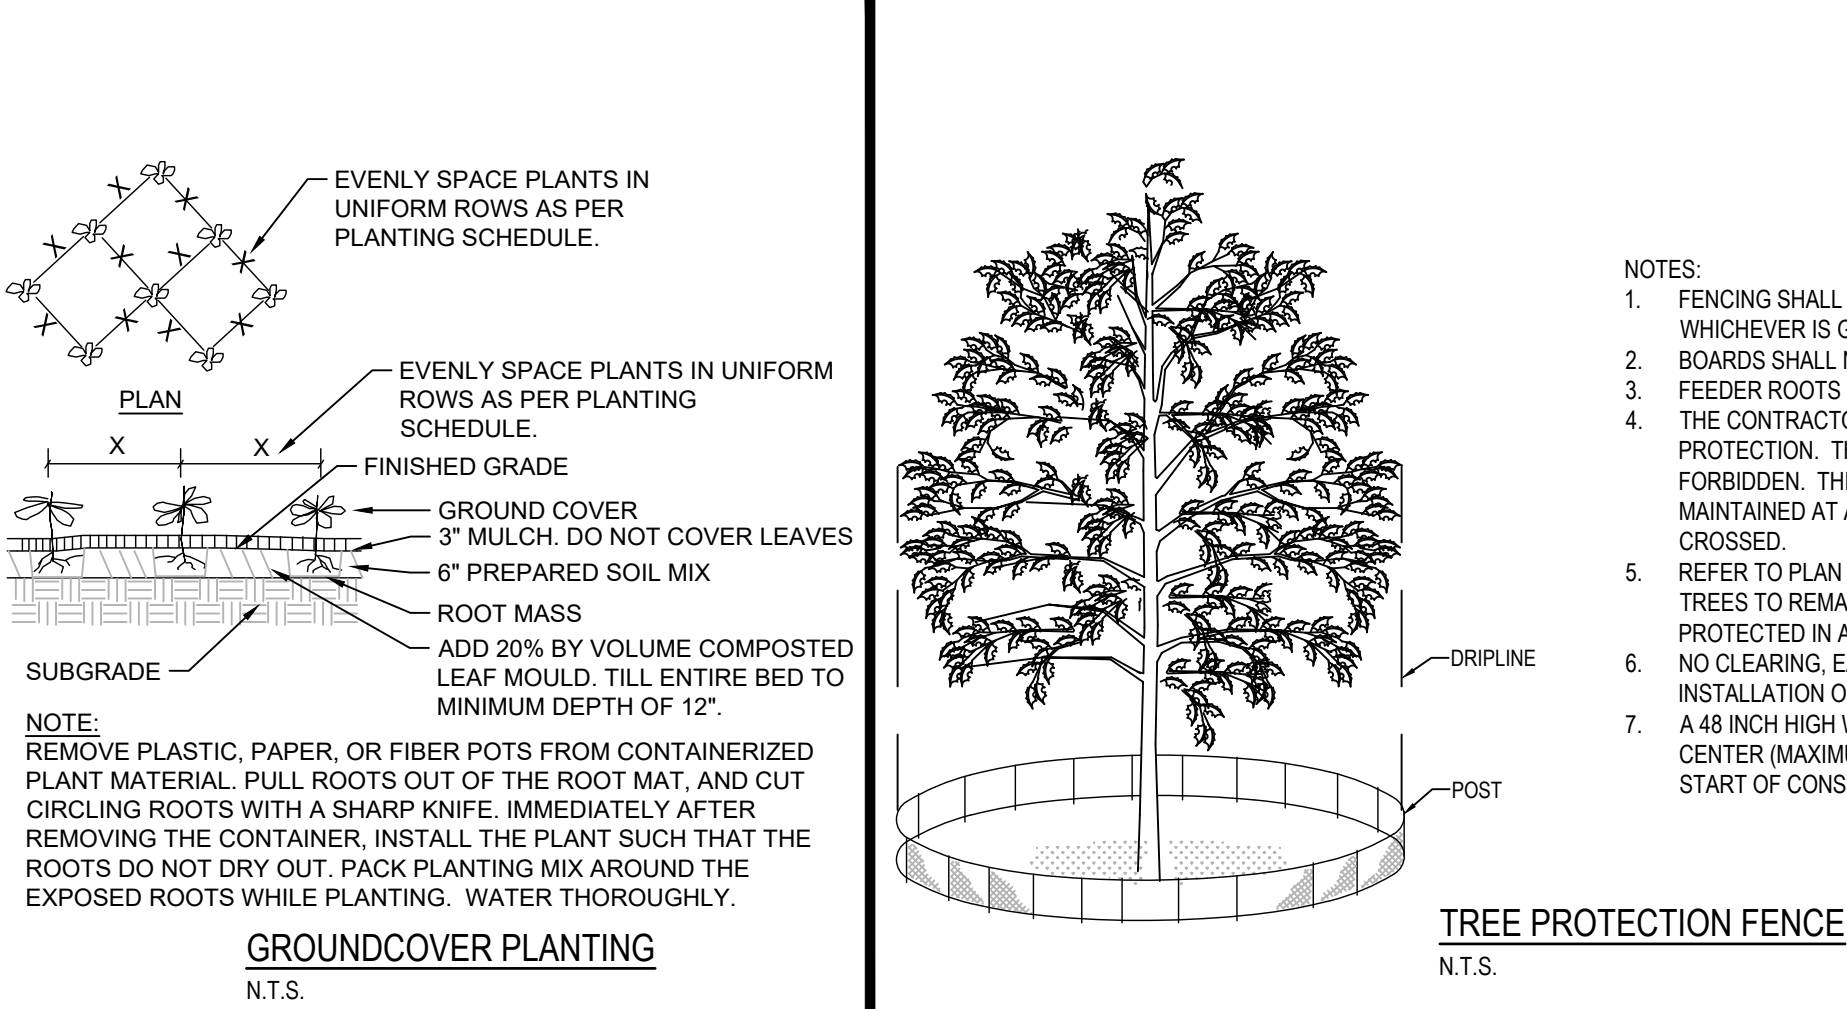 EVENLY SPACE PLANTS IN
UNIFORM ROWS AS PER
PLANTING SCHEDULE.
PLAN
EVENLY SPACE PLANTS IN UNIFORM
ROWS AS PER PLANTING
SCHEDULE.
X
X
FINISHED GRADE
GROUND COVER
3" MULCH. DO NOT COVER LEAVES
6" PREPARED SOIL MIX
ROOT MASS
ADD 20% BY VOLUME COMPOSTED
LEAF MOULD. TILL ENTIRE BED TO
MINIMUM DEPTH OF 12".
SUBGRADE
NOTE:
REMOVE PLASTIC, PAPER, OR FIBER POTS FROM CONTAINERIZED
PLANT MATERIAL. PULL ROOTS OUT OF THE ROOT MAT, AND CUT
CIRCLING ROOTS WITH A SHARP KNIFE. IMMEDIATELY AFTER
REMOVING THE CONTAINER, INSTALL THE PLANT SUCH THAT THE
ROOTS DO NOT DRY OUT. PACK PLANTING MIX AROUND THE
EXPOSED ROOTS WHILE PLANTING. WATER THOROUGHLY.
GROUNDCOVER PLANTING
N.T.S.
DRIPLINE
POST
NOTES:
1. FENCING SHALL
WHICHEVER IS
2. BOARDS SHALL
3. FEEDER ROOTS
4. THE
PROTECTION.
FORBIDDEN.
MAINTAINED AT
CROSSED.
5. REFER TO PLAN
TREES TO
PROTECTED IN
6. NO CLEARING,
INSTALLATION
7. A 48 INCH HIGH
CENTER
START OF
TREE PROTECTION FENCE
N.T.S.